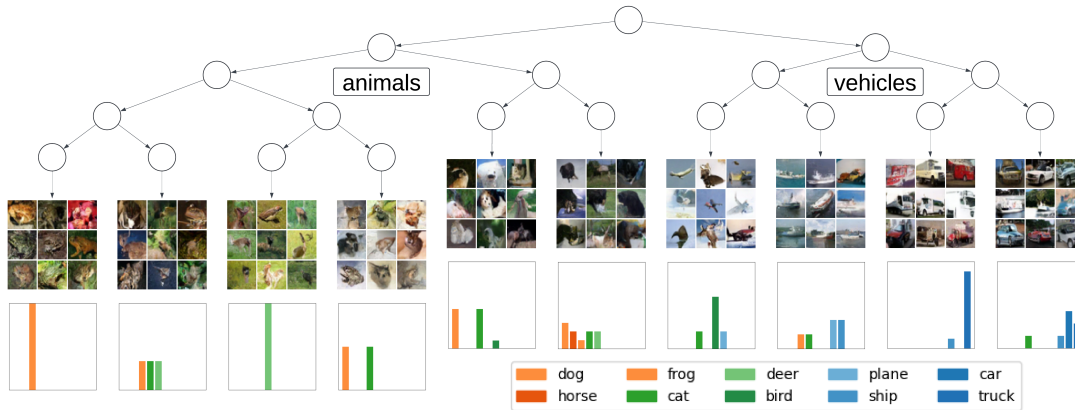 animals
vehicles
dog frog deer plane car
horse cat bird ship truck